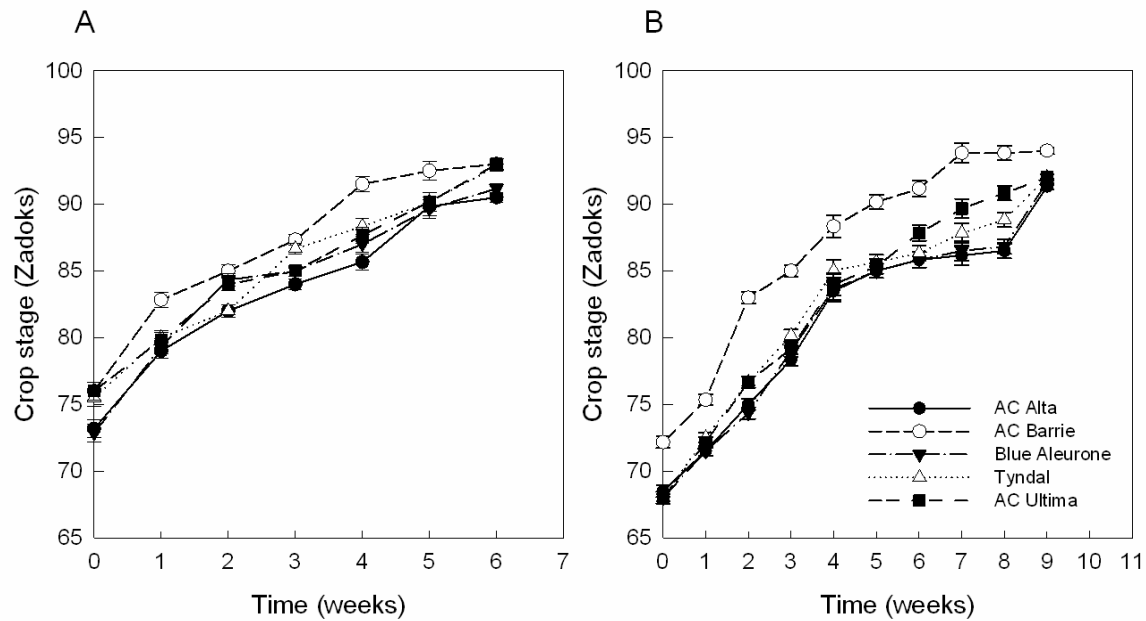 A
B
100
95
90
85
80
75
70
65
Crop stage (Zadoks)
0 1 2 3 4 5 6 7
Time (weeks)
100
95
90
85
80
75
70
65
Crop stage (Zadoks)
AC Alta
AC Barrie
Blue Aleurone
Tyndal
AC Ultima
0 1 2 3 4 5 6 7 8 9 10 11
Time (weeks)